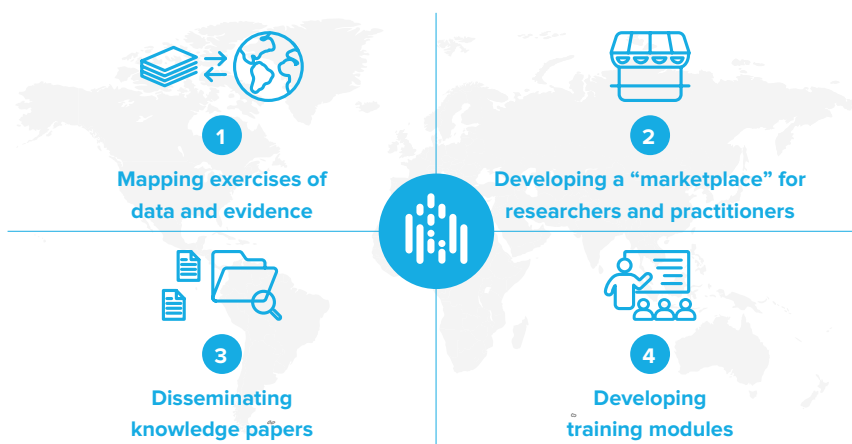 1
Mapping exercises of
data and evidence
2
Developing a “marketplace” for
researchers and practitioners
3
Disseminating
knowledge papers
4
Developing
training modules